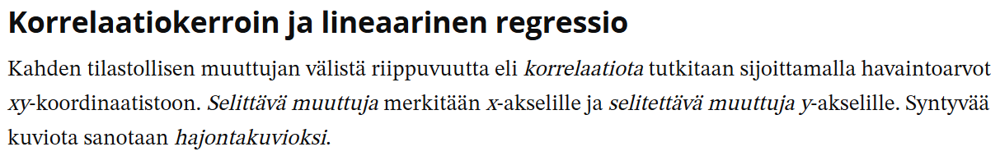 Korrelaatiokerroin ja lineaarinen regressio
Kahden tilastollisen muuttujan välistä riippuvuutta eli korrelaatiota tutkitaan sijoittamalla havaintoarvot
xy-koordinaatistoon. Selittävä muuttuja merkitään x-akselille ja selitettävä muuttuja y-akselille. Syntyvää
kuviota sanotaan hajontakuvioksi.